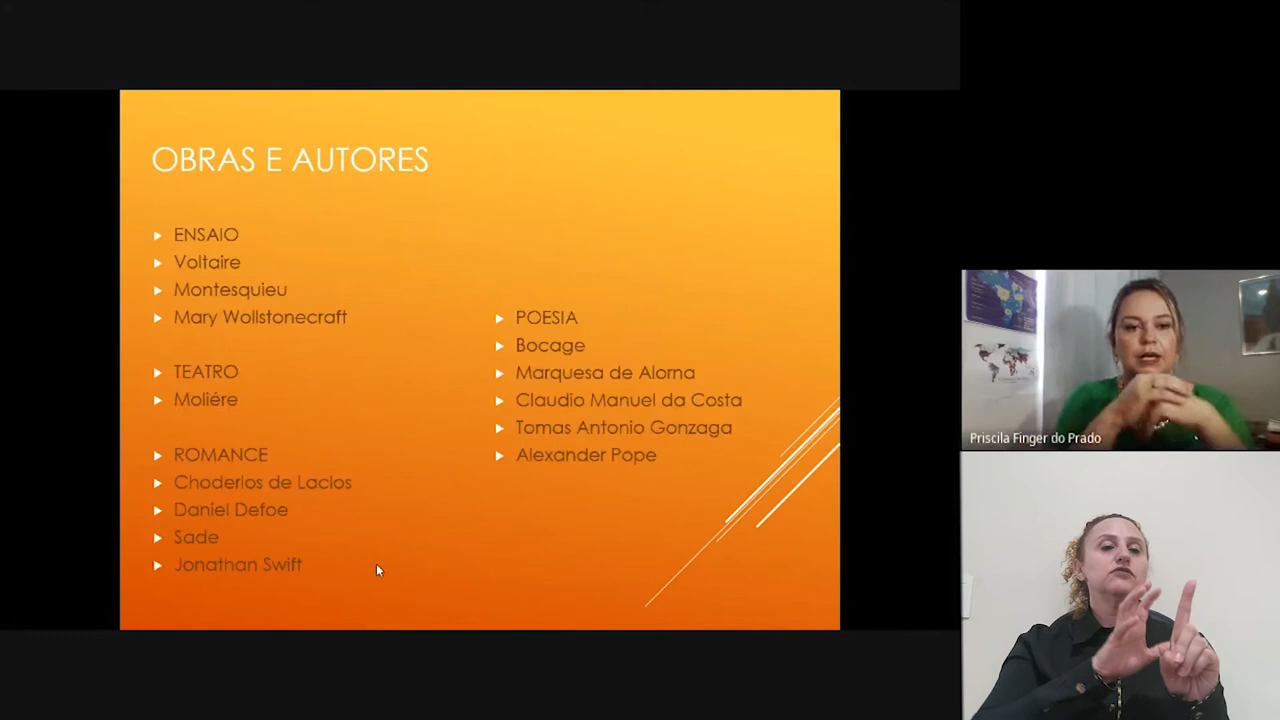 OBRAS E AUTORES
ENSAIO
Voltaire
Montesquieu
Mary Wollstonecraft
TEATRO
Moliére
ROMANCE
Choderlos de Laclos
Daniel Defoe
Sade
Jonathan Swift
POESIA
Bocage
Marquesa de Alorna
Claudio Manuel da Costa
Tomas Antonio Gonzaga
Alexander Pope
Priscila Finger do Prado